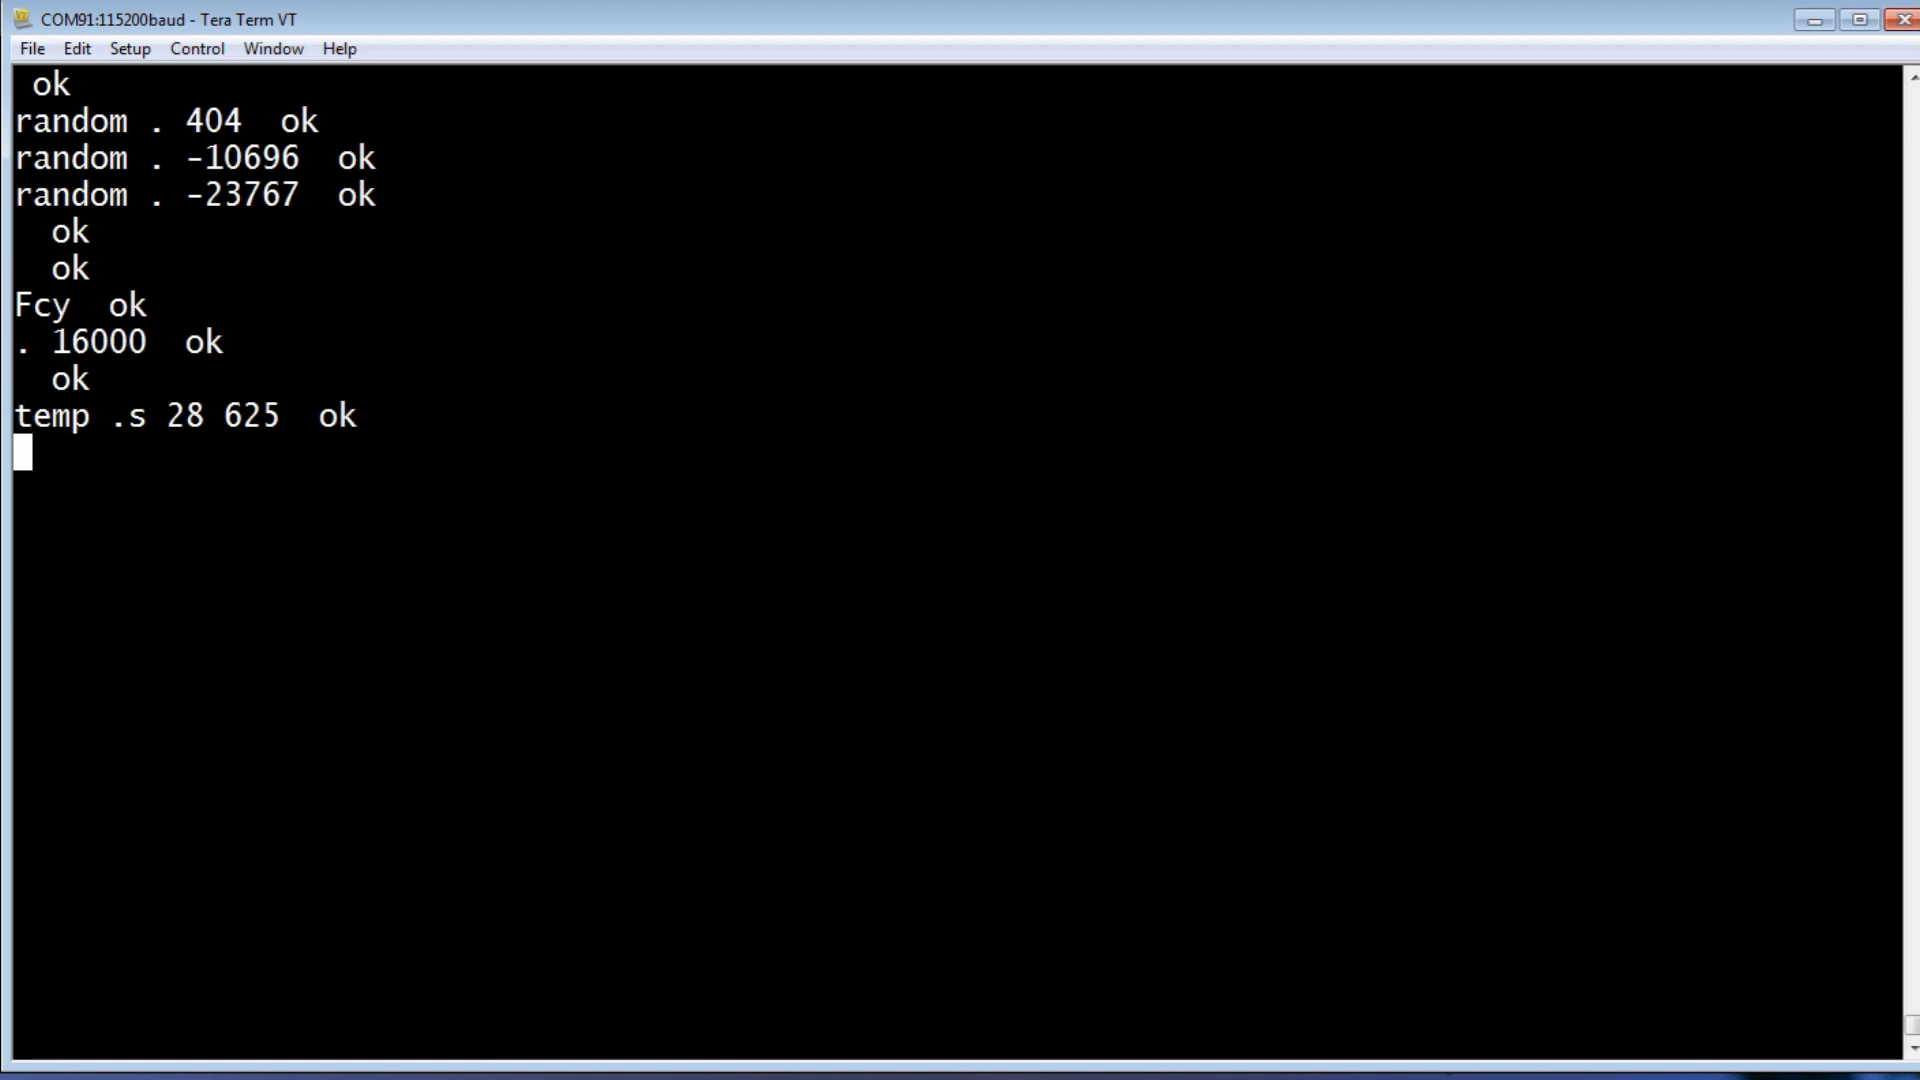 COM91:115200baud - Tera Term VT
File Edit Setup Control Window Help
ok
random . 404  ok
random . -10696  ok
random . -23767  ok
ok
ok
Fcy  ok
. 16000  ok
ok
temp .s 28 625  ok